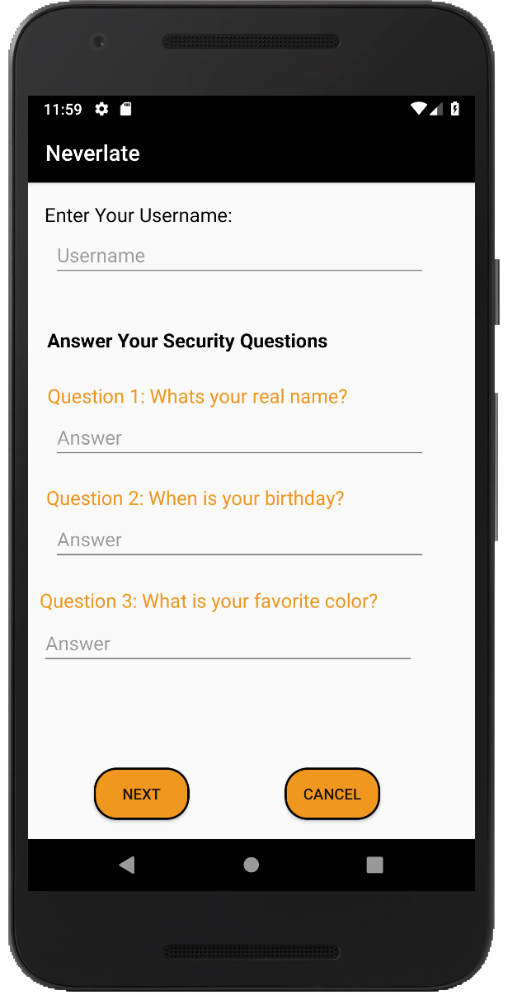 11:59
Neverlate
Enter Your Username:
Username
Answer Your Security Questions
Question 1: Whats your real name?
Answer
Question 2: When is your birthday?
Answer
Question 3: What is your favorite color?
Answer
NEXT CANCEL